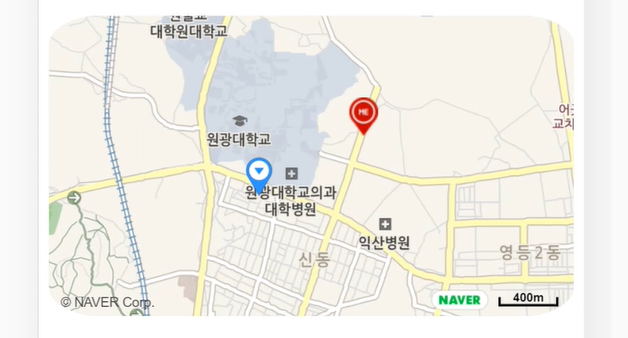 대학원대학교
ME
어곳
교차
원광대학교
원광대학교의과
대학병원
익산병원
신동
영등2동
© NAVER Corp.
NAVER
400m